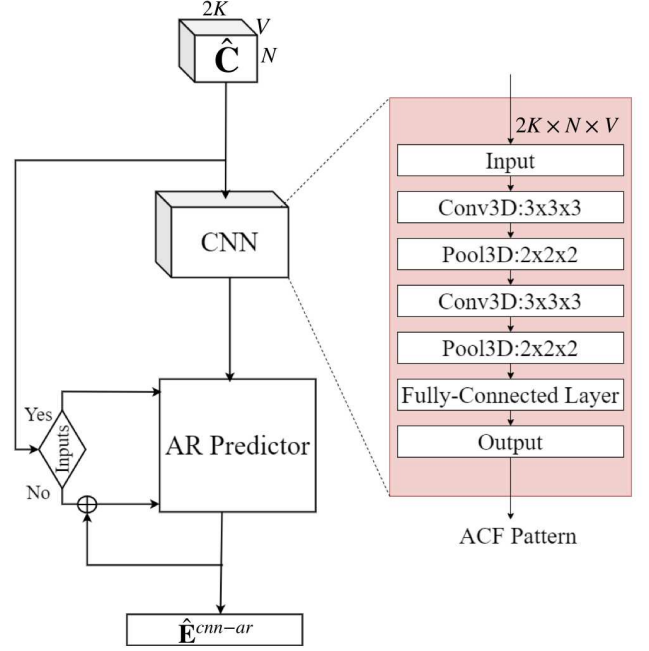 2K
V
Ĉ
N
CNN
Yes
Inputs
No
AR Predictor
Ê^{cnn−ar}
2K × N × V
Input
Conv3D:3x3x3
Pool3D:2x2x2
Conv3D:3x3x3
Pool3D:2x2x2
Fully-Connected Layer
Output
ACF Pattern